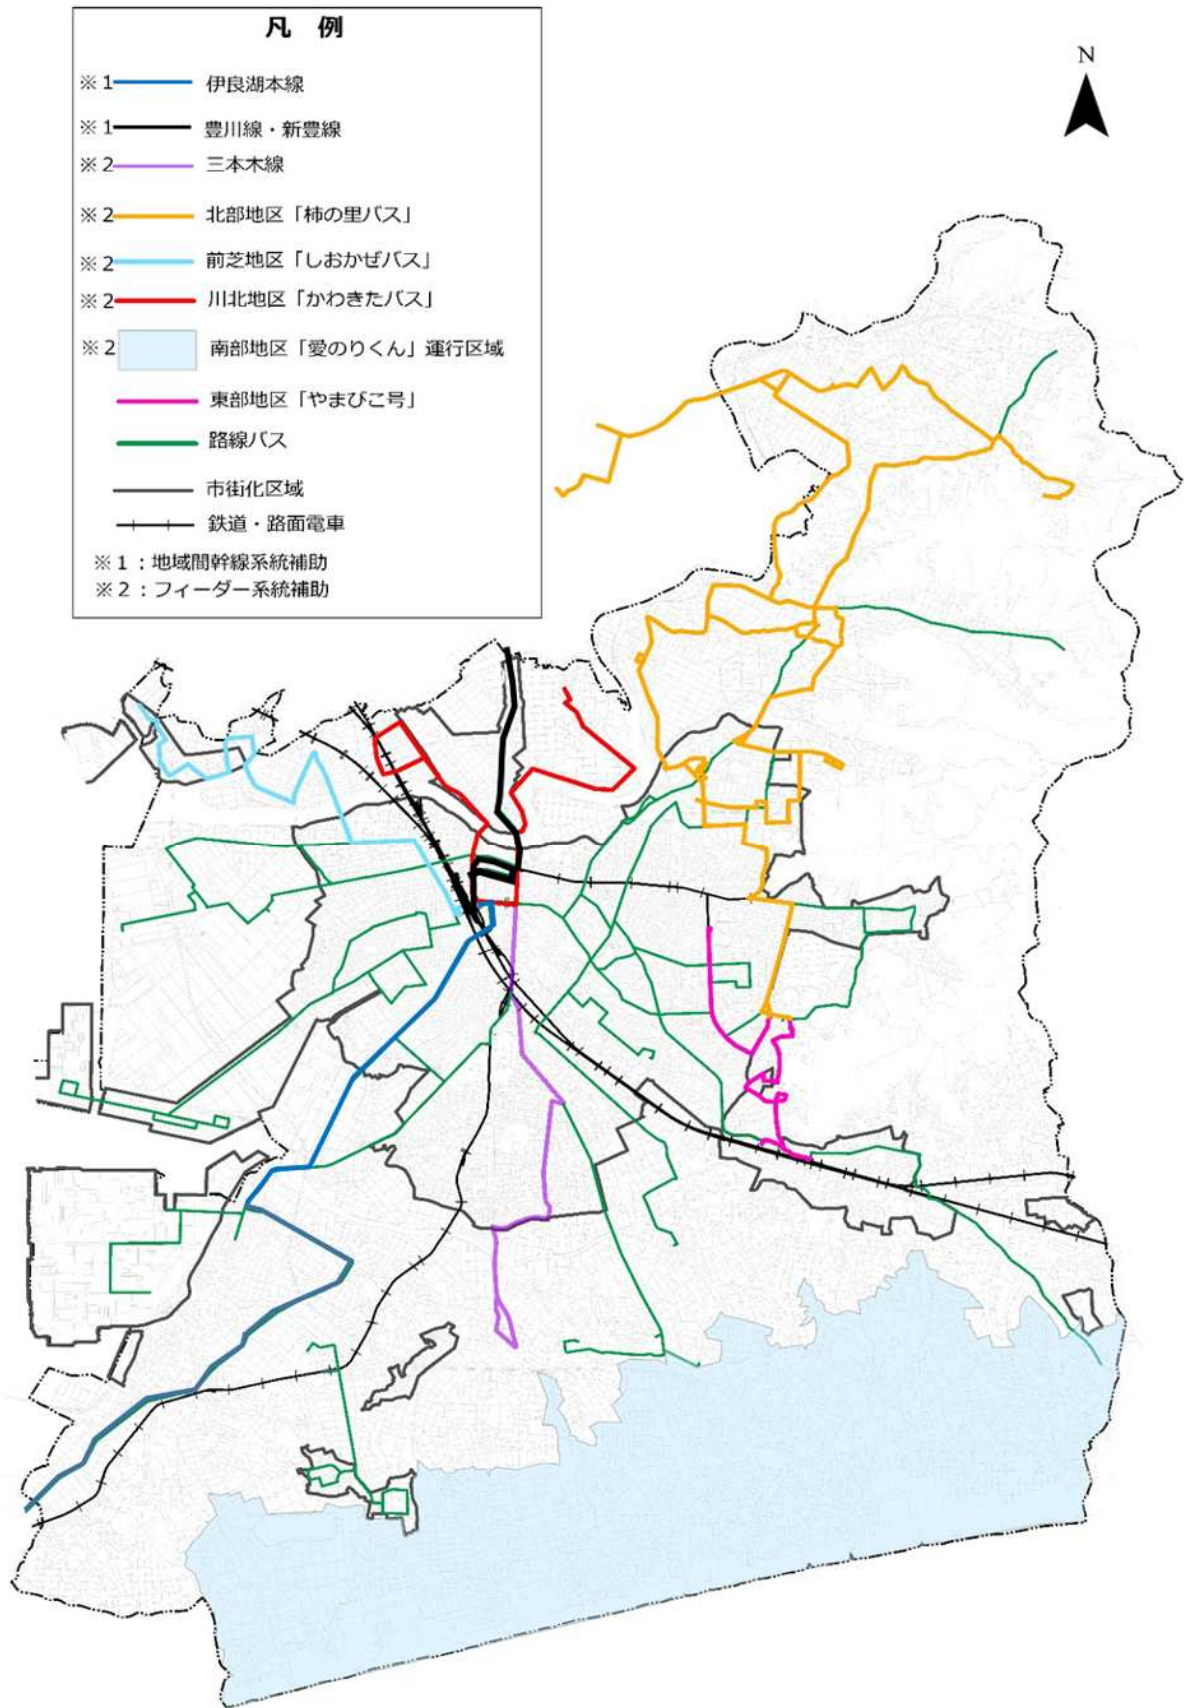 凡 例
※1 伊良湖本線
※1 豊川線・新豊線
※2 三本木線
※2 北部地区「柿の里バス」
※2 前芝地区「しおかぜバス」
※2 川北地区「かわきたバス」
※2 南部地区「愛のりくん」運行区域
東部地区「やまびこ号」
路線バス
市街化区域
鉄道・路面電車
※1：地域間幹線系統補助
※2：フィーダー系統補助
N